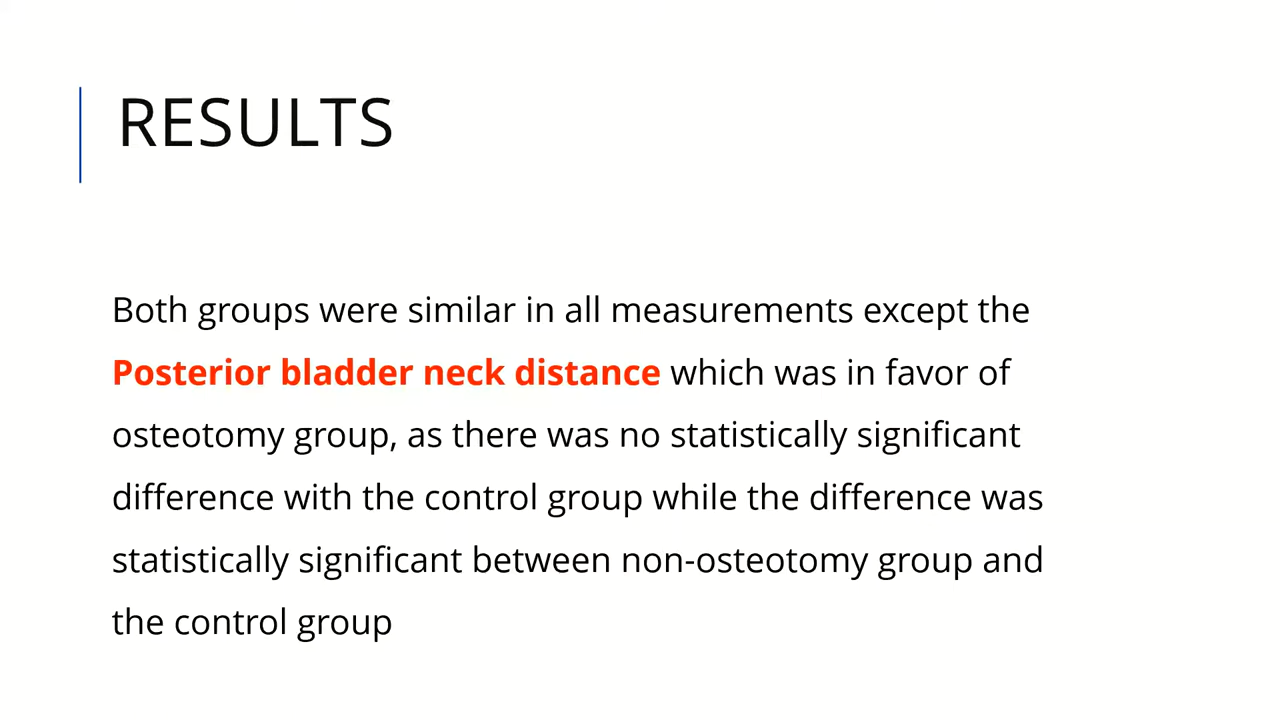 RESULTS
Both groups were similar in all measurements except the
Posterior bladder neck distance which was in favor of
osteotomy group, as there was no statistically significant
difference with the control group while the difference was
statistically significant between non-osteotomy group and
the control group